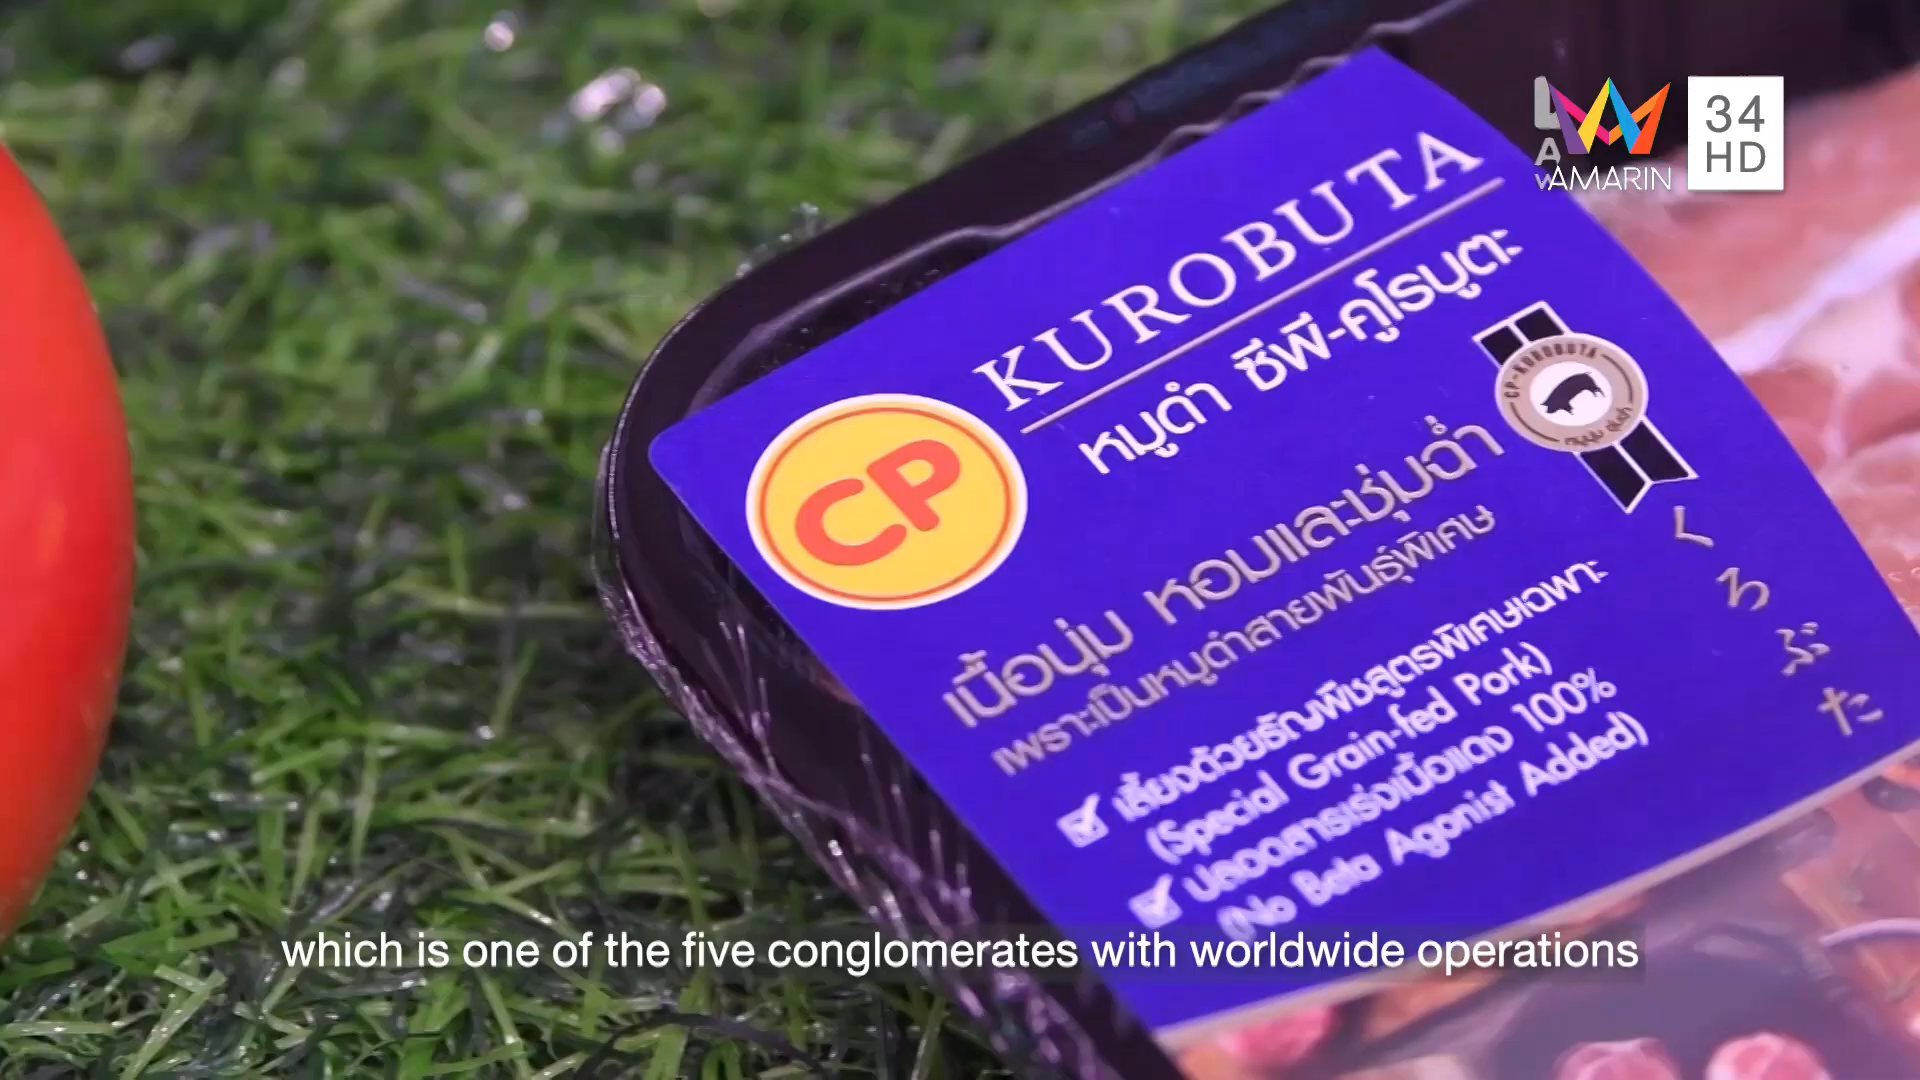 AMARIN
34
HD
KUROBUTA
หมูดำ ซีพี-คูโรบูตะ
CP-KUROBUTA
CP
เนื้อนุ่ม หอมและชุ่มฉ่ำ
เพราะเป็นหมูดำสายพันธุ์พิเศษ
くろぶた
เลี้ยงด้วยธัญพืชสูตรพิเศษเฉพาะ
(Special Grain-fed Pork)
ปลอดสารเร่งเนื้อแดง 100%
(No Beta Agonist Added)
which is one of the five conglomerates with worldwide operations